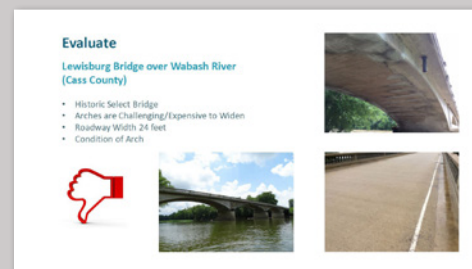 Evaluate
Lewisburg Bridge over Wabash River
(Cass County)
• Historic Select Bridge
• Arches are Challenging/Expensive to Widen
• Roadway Width 24 feet
• Condition of Arch